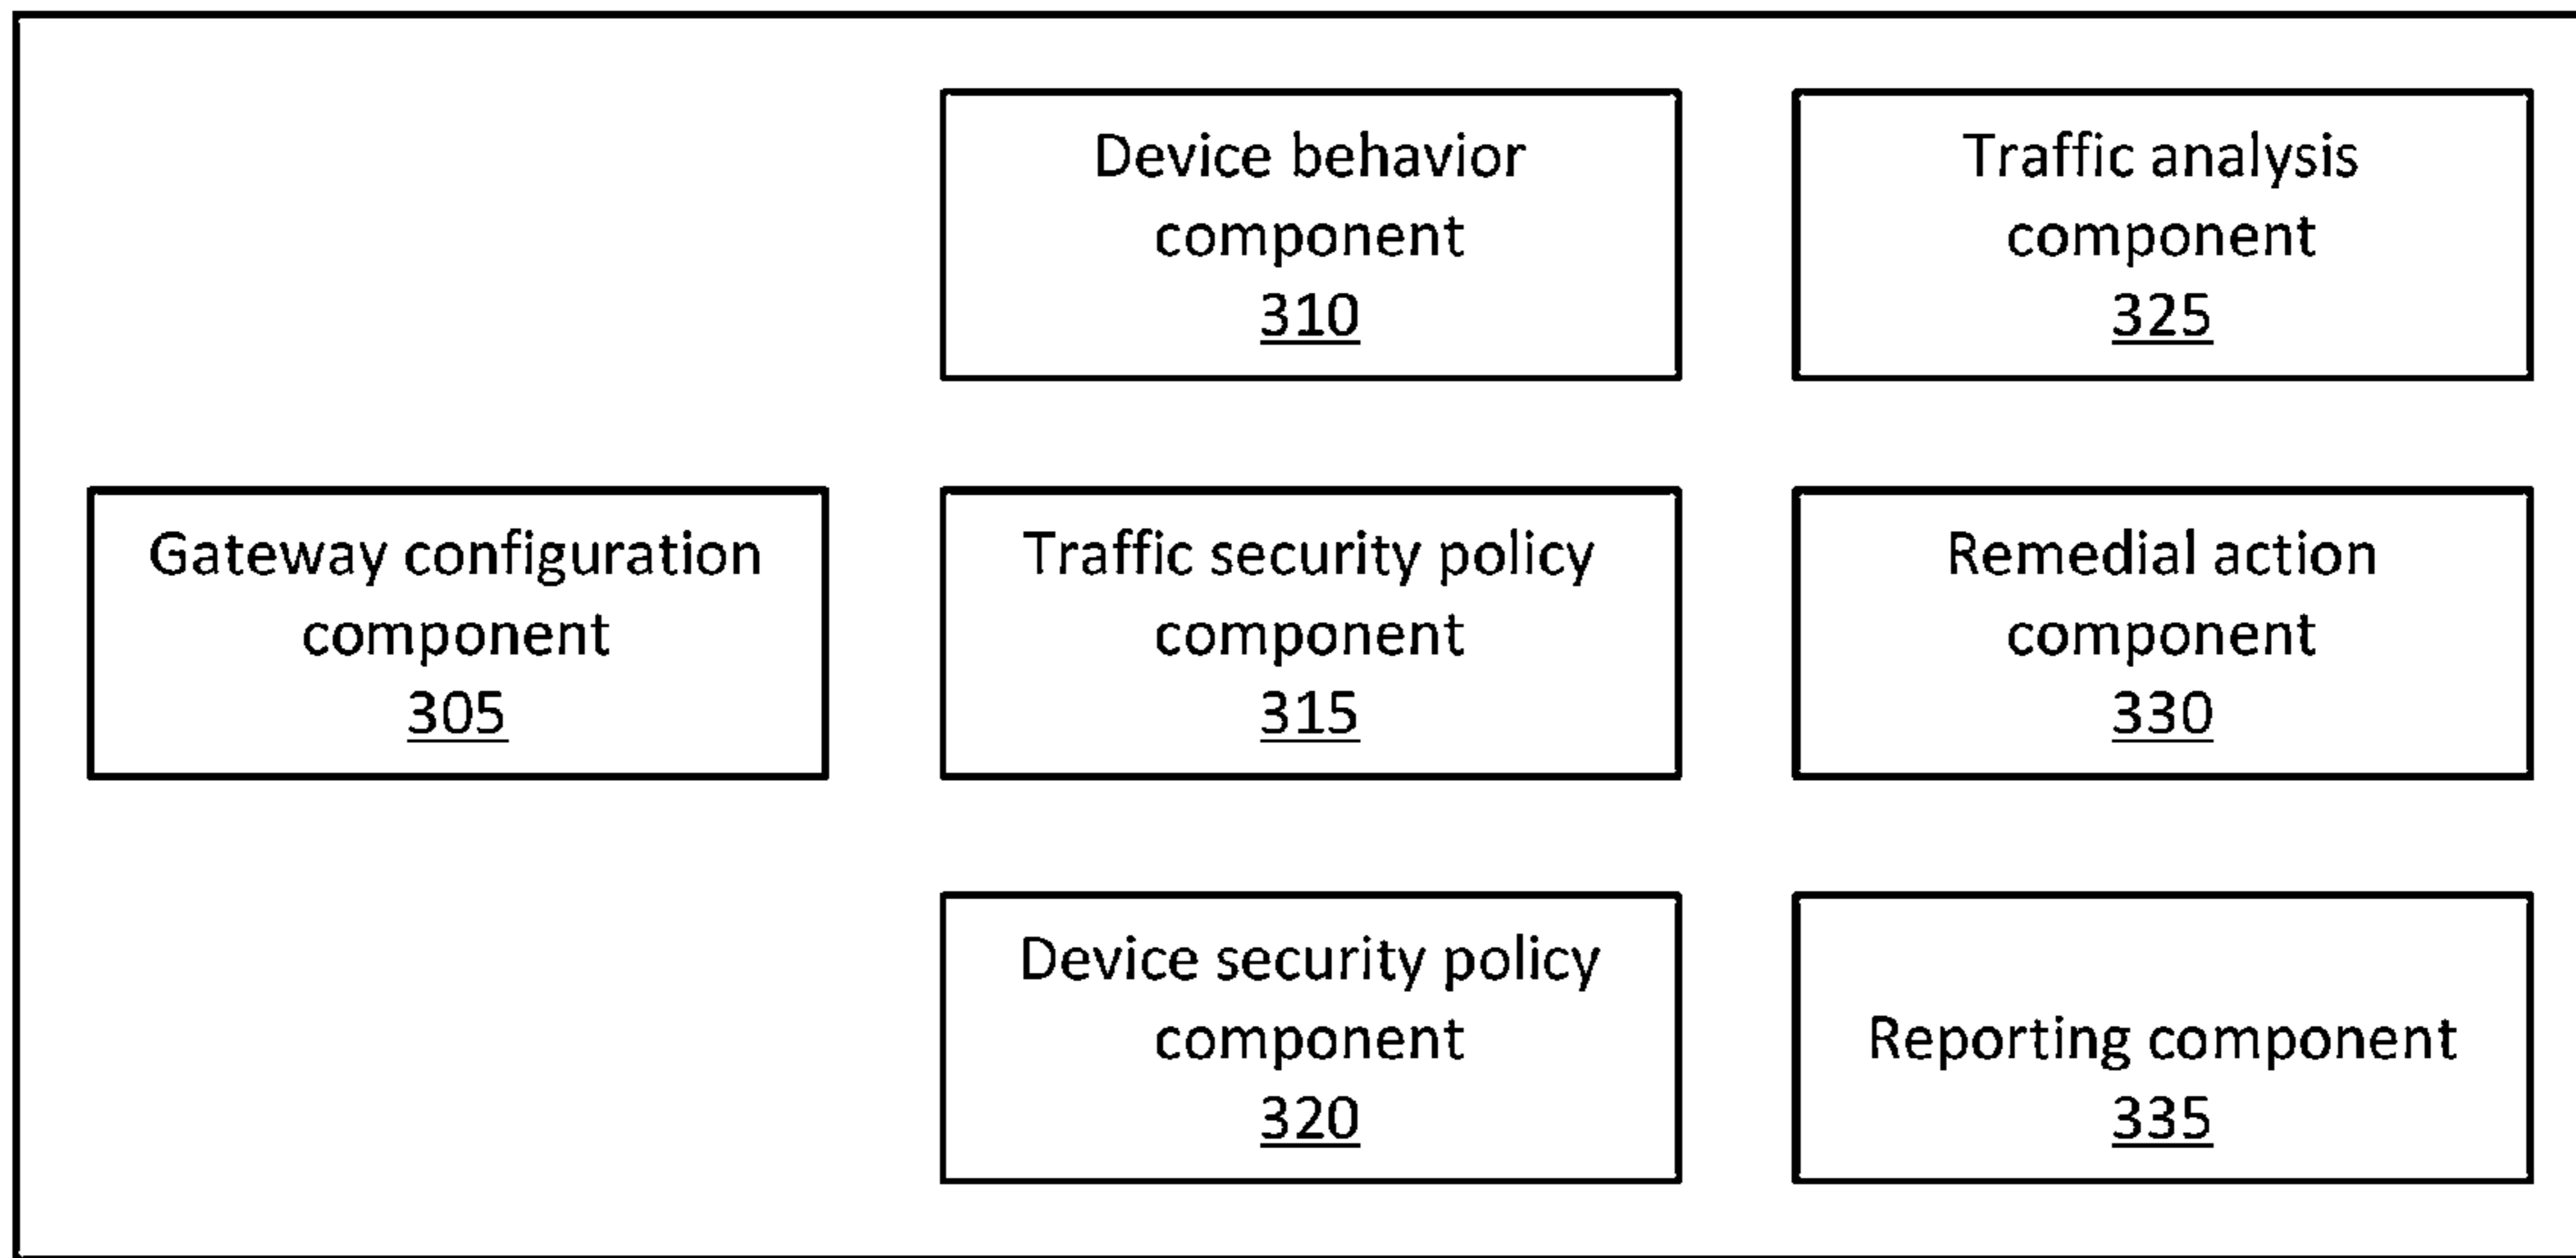 Device behavior
component
310
Traffic analysis
component
325
Gateway configuration
component
305
Traffic security policy
component
315
Remedial action
component
330
Device security policy
component
320
Reporting component
335